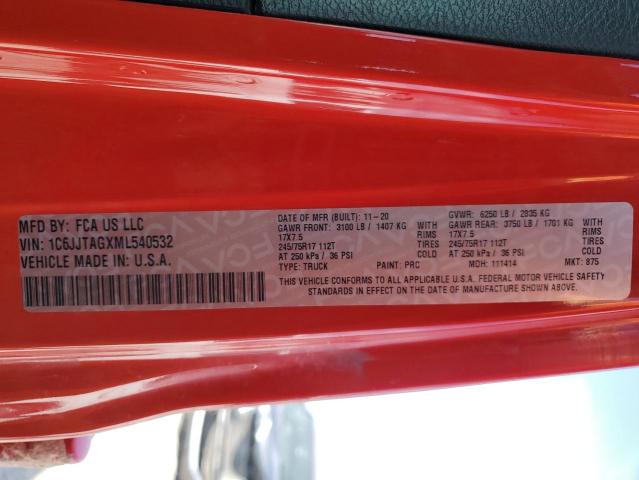 MFD BY: FCA US LLC
VIN: 1C6JJTAGXML540532
VEHICLE MADE IN: U.S.A.
DATE OF MFR (BUILT): 11-20 GVWR: 6250 LB / 2835 KG
GAWR FRONT: 3100 LB / 1407 KG WITH GAWR REAR: 3750 LB / 1701 KG WITH
17X7.5 RIMS 17X7.5 RIMS
245/75R17 112T TIRES 245/75R17 112T TIRES
AT 250 kPa / 36 PSI COLD AT 250 kPa / 36 PSI COLD
TYPE: TRUCK PAINT: PRC MDH: 111414 MKT: 875
THIS VEHICLE CONFORMS TO ALL APPLICABLE U.S.A. FEDERAL MOTOR VEHICLE SAFETY
STANDARDS IN EFFECT ON THE DATE OF MANUFACTURE SHOWN ABOVE.